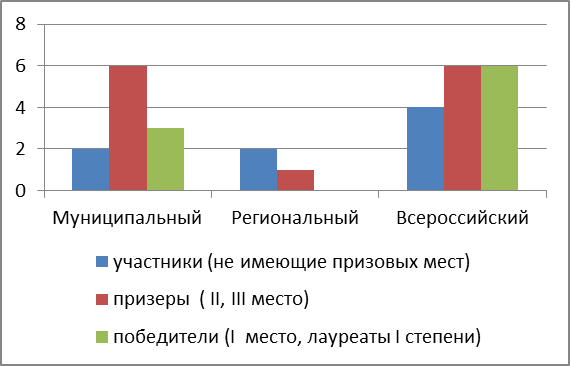 8
6
4
2
0
Муниципальный Региональный Всероссийский
участники (не имеющие призовых мест)
призеры ( II, III место)
победители (I место, лауреаты I степени)